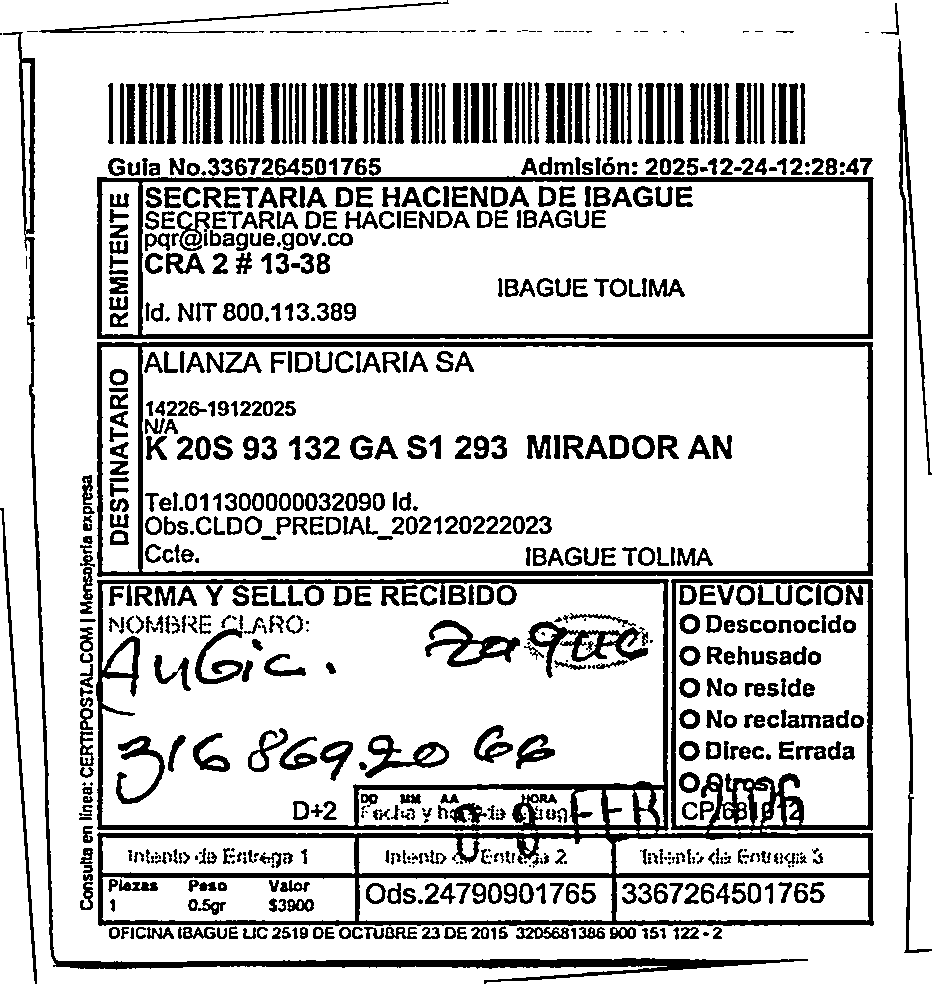 Guia No.3367264501765 Admisión: 2025-12-24-12:28:47
REMITENTE
SECRETARIA DE HACIENDA DE IBAGUE
SECRETARIA DE HACIENDA DE IBAGUE
pqr@ibague.gov.co
CRA 2 # 13-38
IBAGUE TOLIMA
Id. NIT 800.113.389
DESTINATARIO
ALIANZA FIDUCIARIA SA
14226-19122025
N/A
K 20S 93 132 GA S1 293 MIRADOR AN
Tel.011300000032090 Id.
Obs.CLDO_PREDIAL_202120222023
Ccte. IBAGUE TOLIMA
Consulta en línea: CERTIPOSTAL.COM | Mensajería expresa
FIRMA Y SELLO DE RECIBIDO
NOMBRE CLARO:
316 869.20 66
D+2
DD MM AA HORA
Fecha y hora de entrega
FEB 2026
DEVOLUCION
Desconocido
Rehusado
No reside
No reclamado
Direc. Errada
Otros
Intento de Entrega 1 Intento de Entrega 2 Intento de Entrega 3
Piezas Peso Valor
1 0.5gr $3900
Ods.24790901765 3367264501765
OFICINA IBAGUE LIC 2519 DE OCTUBRE 23 DE 2015 3205681386 900 151 122 - 2